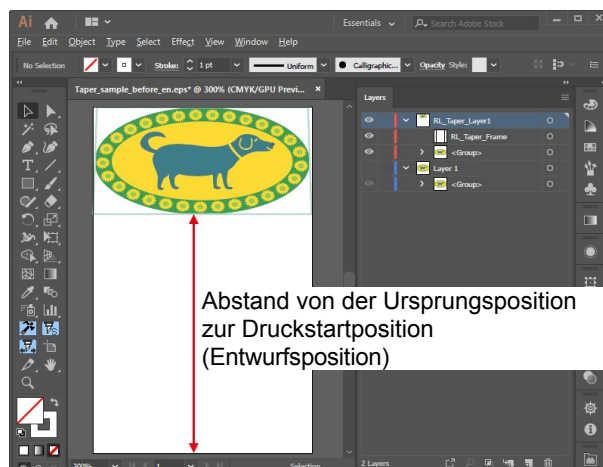 Ai
Essentials
Search Adobe Stock
File Edit Object Type Select Effect View Window Help
No Selection Stroke: 1 pt Uniform Calligraphic... Opacity Style:
Taper_sample_before_en.eps* @ 300% (CMYK/GPU Previ... ×
Layers
RL_Taper_Layer1
RL_Taper_Frame
<Group>
Layer 1
<Group>
Abstand von der Ursprungsposition
zur Druckstartposition
(Entwurfsposition)
300% 1 Selection
2 Layers